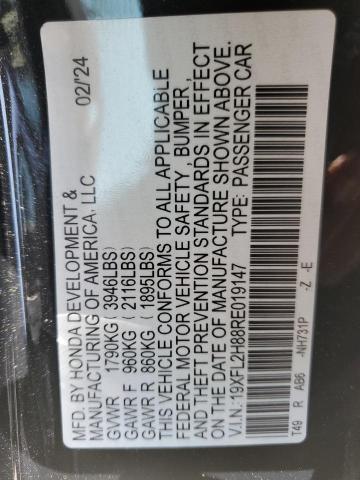 MFD. BY HONDA DEVELOPMENT & 02/'24
MANUFACTURING OF AMERICA, LLC
GVWR 1790KG ( 3946LBS)
GAWR F 960KG ( 2116LBS)
GAWR R 860KG ( 1895LBS)
THIS VEHICLE CONFORMS TO ALL APPLICABLE
FEDERAL MOTOR VEHICLE SAFETY , BUMPER ,
AND THEFT PREVENTION STANDARDS IN EFFECT
ON THE DATE OF MANUFACTURE SHOWN ABOVE.
V.I.N: 19XFL2H88RE019147 TYPE: PASSENGER CAR
T49 R AB6 -NH731P -Z -E